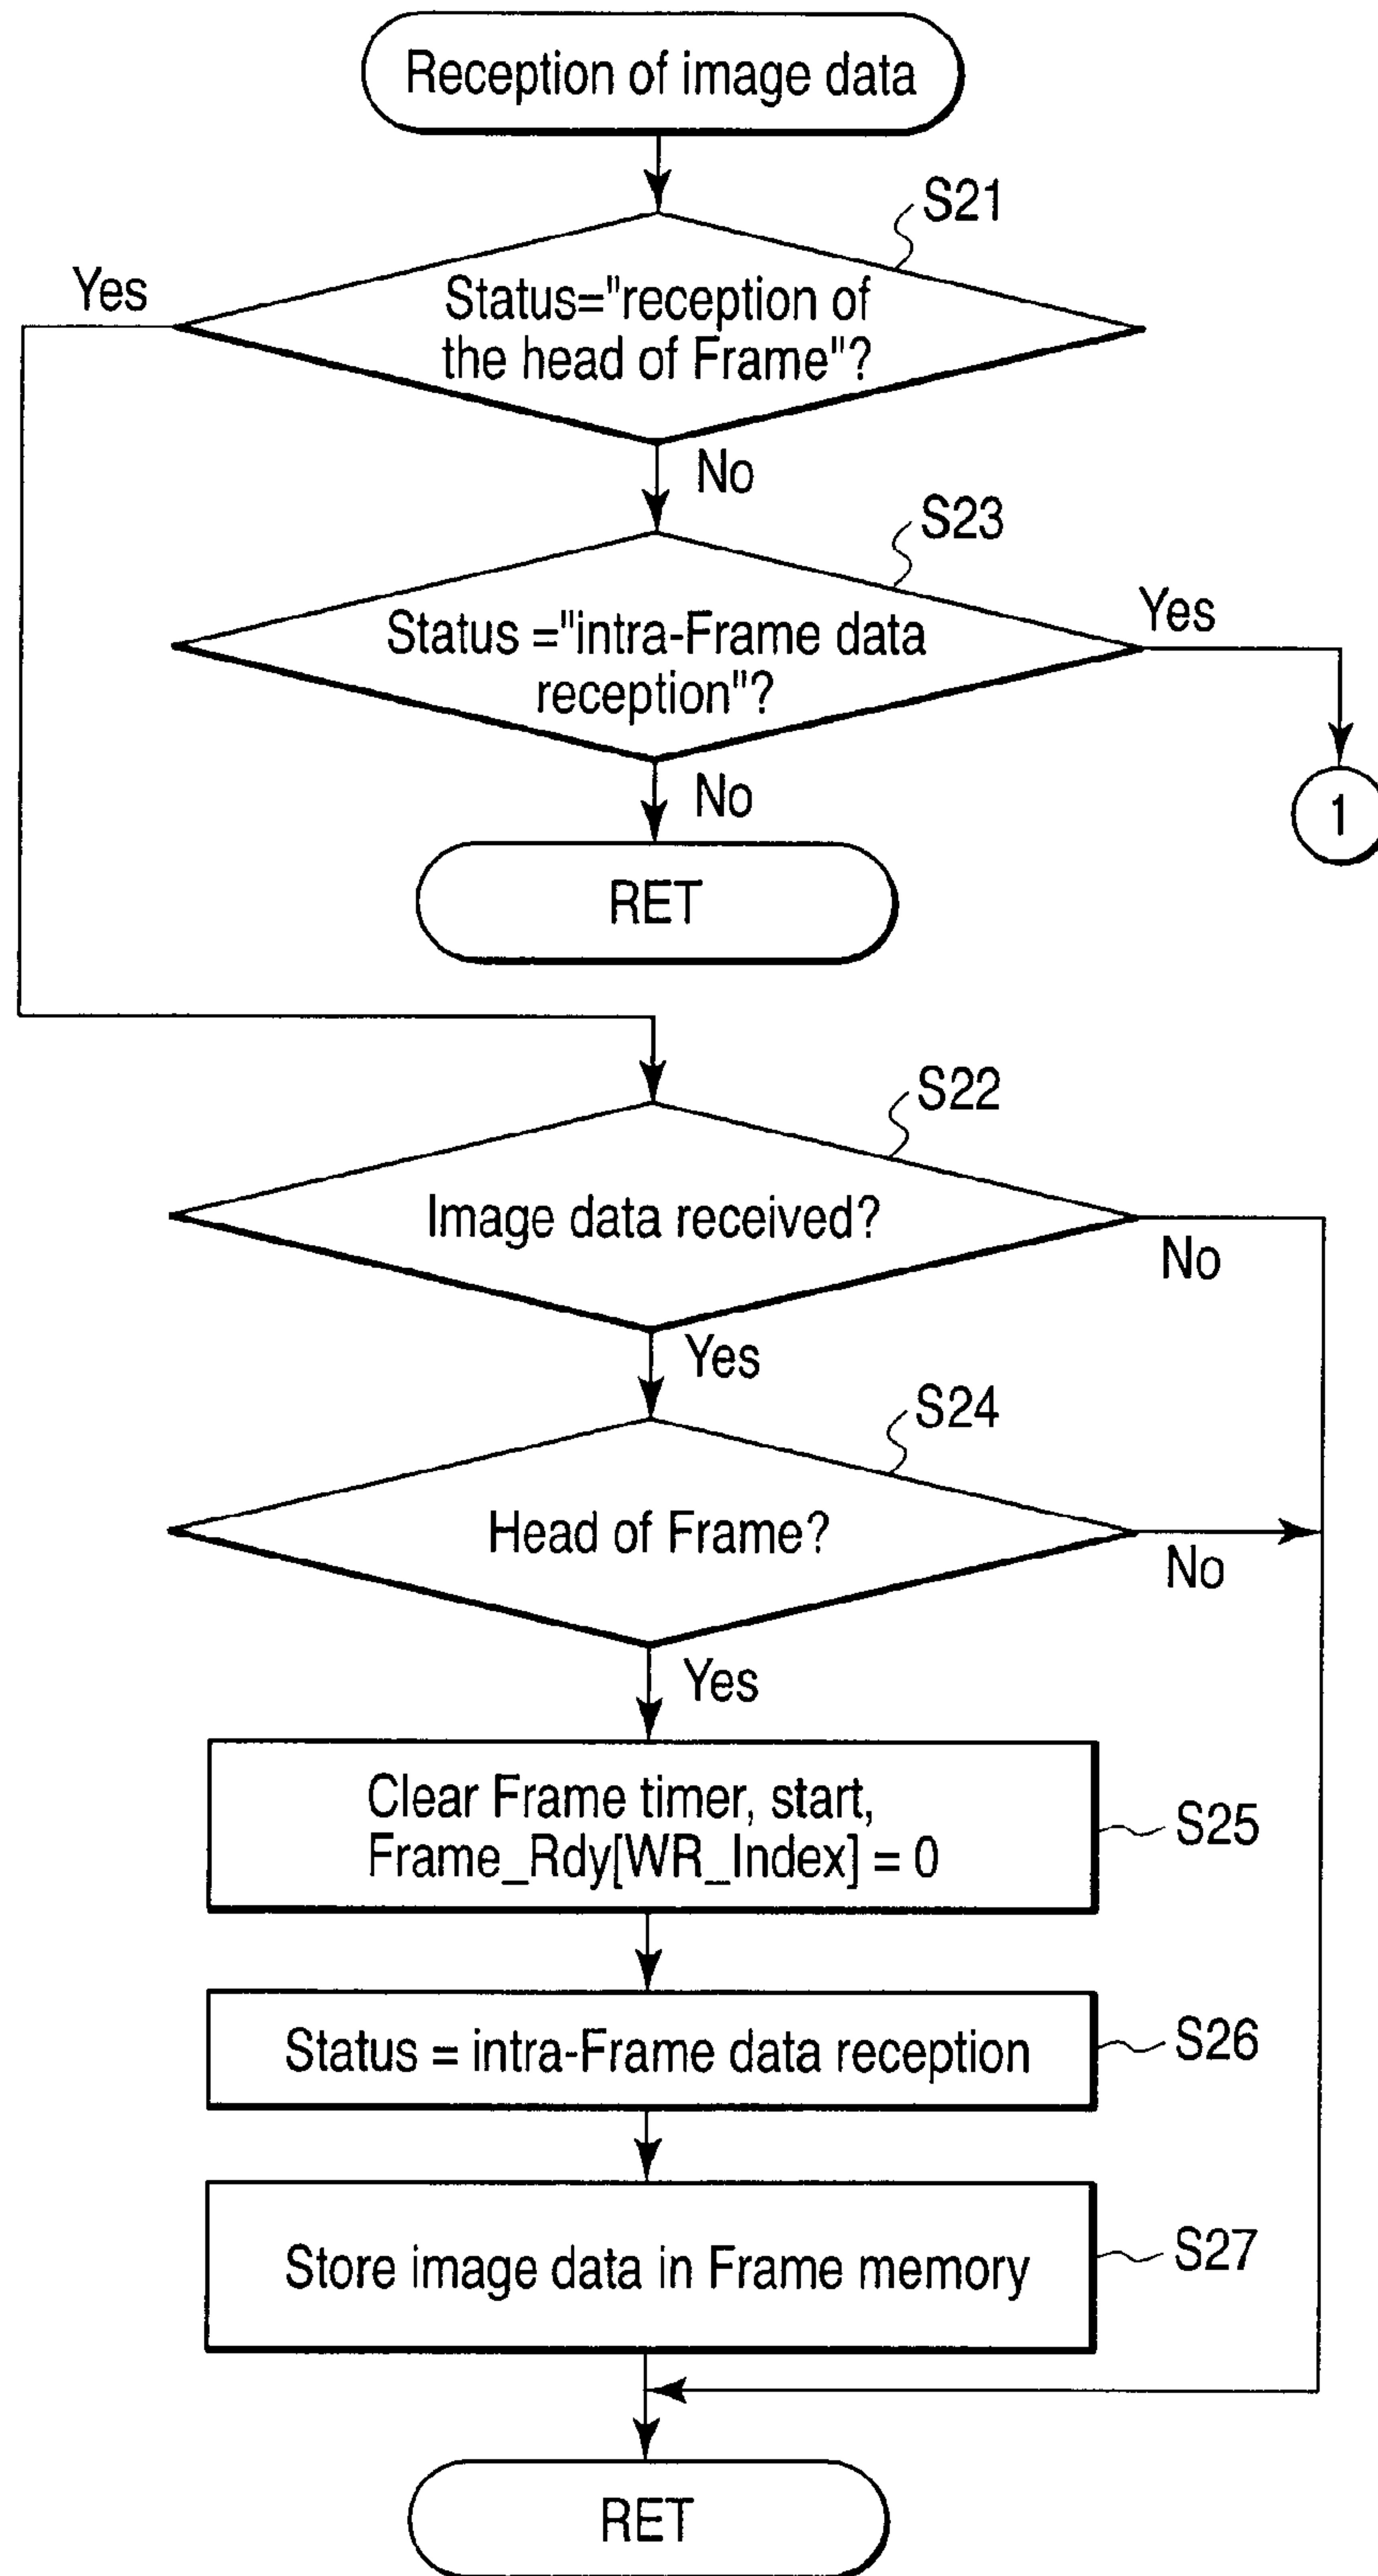 Reception of image data
S21
Yes
Status="reception of
the head of Frame"?
No
S23
Status ="intra-Frame data
reception"?
Yes
1
No
RET
S22
Image data received?
No
Yes
S24
Head of Frame?
No
Yes
Clear Frame timer, start,
Frame_Rdy[WR_Index] = 0
S25
Status = intra-Frame data reception
S26
Store image data in Frame memory
S27
RET